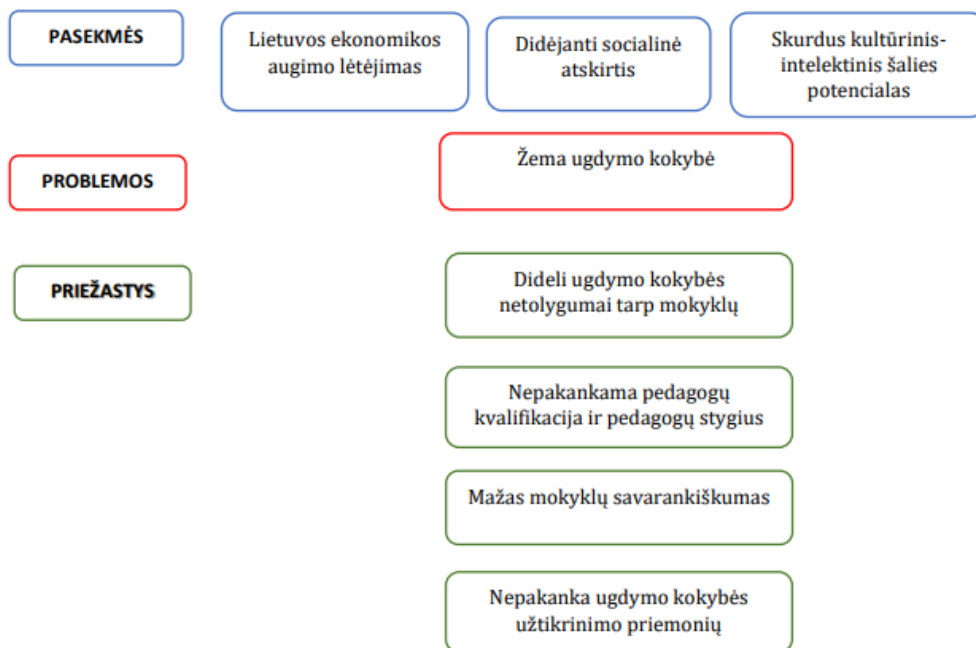 PASEKMĖS
Lietuvos ekonomikos
augimo lėtėjimas
Didėjanti socialinė
atskirtis
Skurdus kultūrinis-
intelektinis šalies
potencialas
PROBLEMOS
Žema ugdymo kokybė
PRIEŽASTYS
Dideli ugdymo kokybės
netolygumai tarp mokyklų
Nepakankama pedagogų
kvalifikacija ir pedagogų stygius
Mažas mokyklų savarankiškumas
Nepakanka ugdymo kokybės
užtikrinimo priemonių